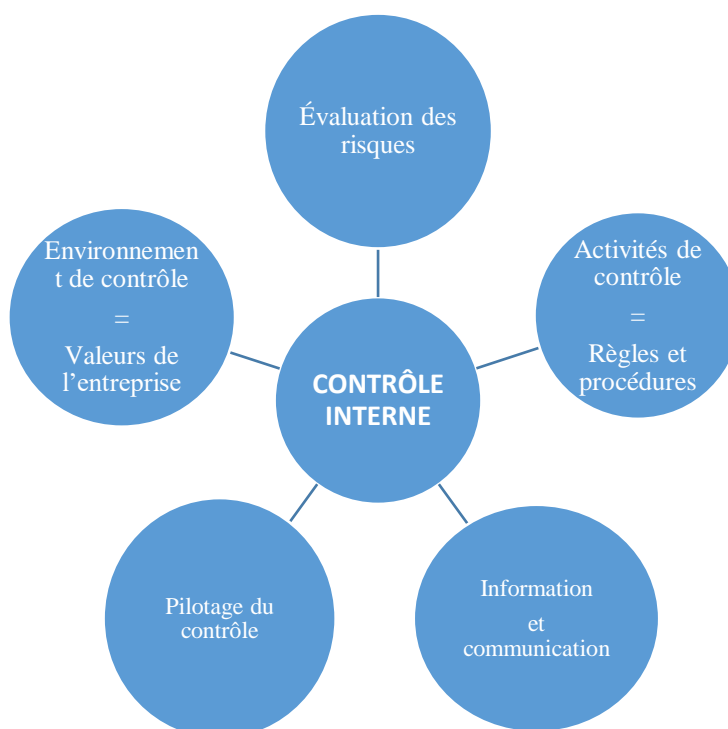 Évaluation des
risques
Environnemen
t de contrôle
=
Valeurs de
l’entreprise
Activités de
contrôle
=
Règles et
procédures
CONTRÔLE
INTERNE
Pilotage du
contrôle
Information
et
communication